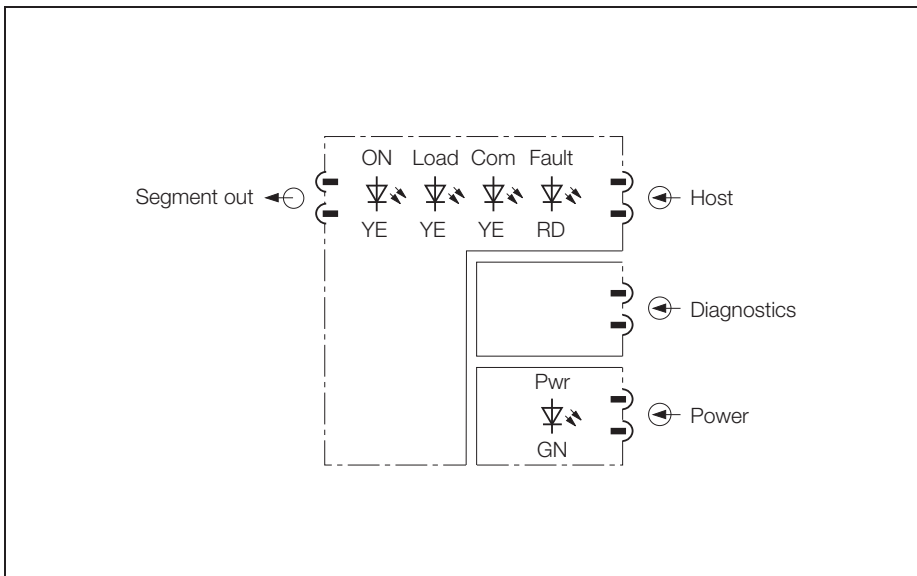 ON Load Com Fault
Segment out
Host
YE YE YE RD
Diagnostics
Pwr
Power
GN